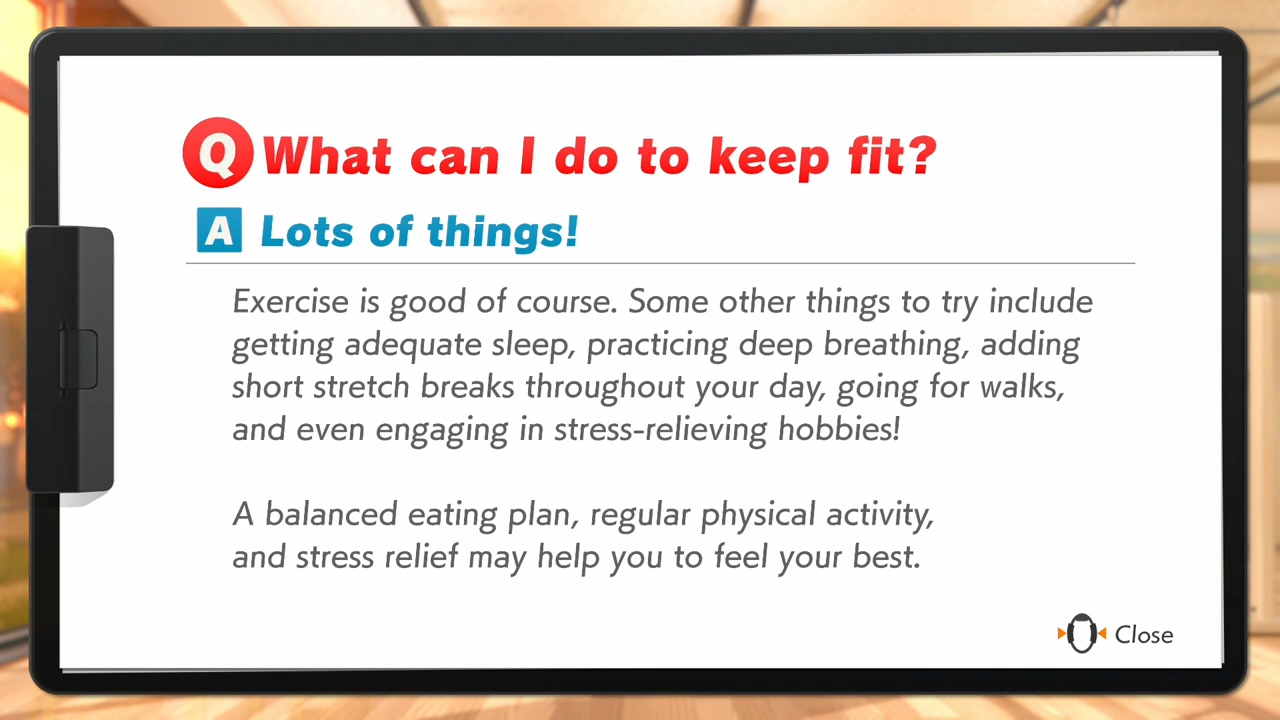 Q What can I do to keep fit?
A Lots of things!
Exercise is good of course. Some other things to try include
getting adequate sleep, practicing deep breathing, adding
short stretch breaks throughout your day, going for walks,
and even engaging in stress-relieving hobbies!
A balanced eating plan, regular physical activity,
and stress relief may help you to feel your best.
Close